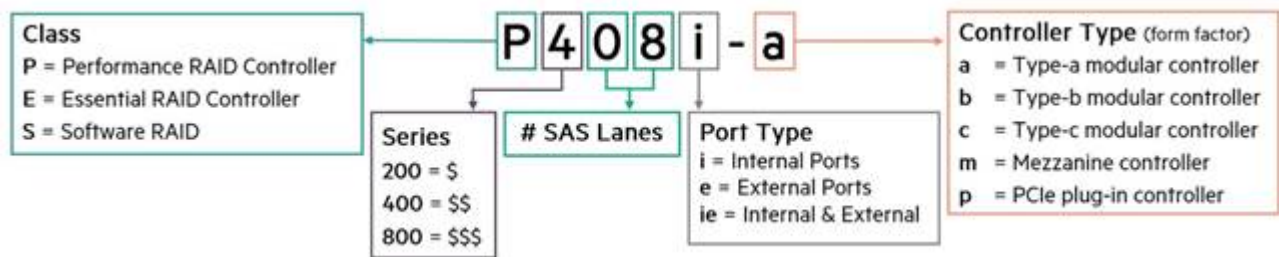 P408i-a
Class
P = Performance RAID Controller
E = Essential RAID Controller
S = Software RAID
Series
200 = $
400 = $$
800 = $$$
# SAS Lanes
Port Type
i = Internal Ports
e = External Ports
ie = Internal & External
Controller Type (form factor)
a = Type-a modular controller
b = Type-b modular controller
c = Type-c modular controller
m = Mezzanine controller
p = PCIe plug-in controller